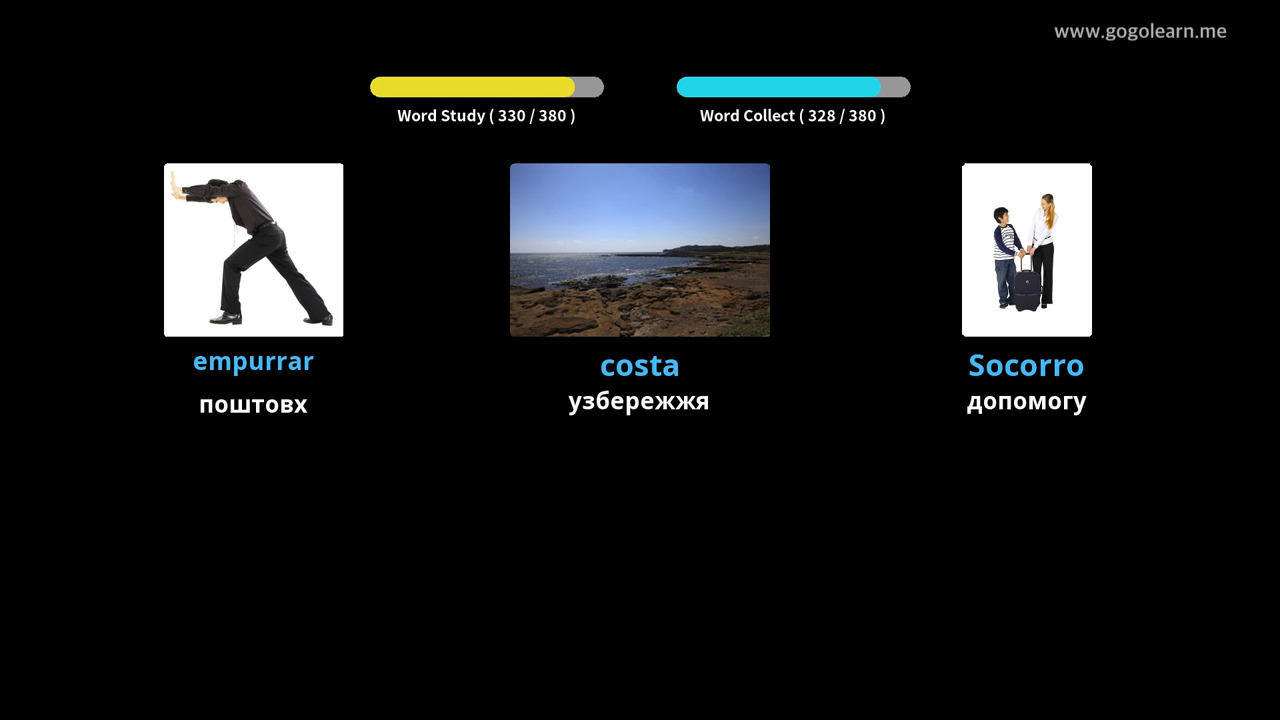 www.gogolearn.me
Word Study ( 330 / 380 )
Word Collect ( 328 / 380 )
empurrar
поштовх
costa
узбережжя
Socorro
допомогу